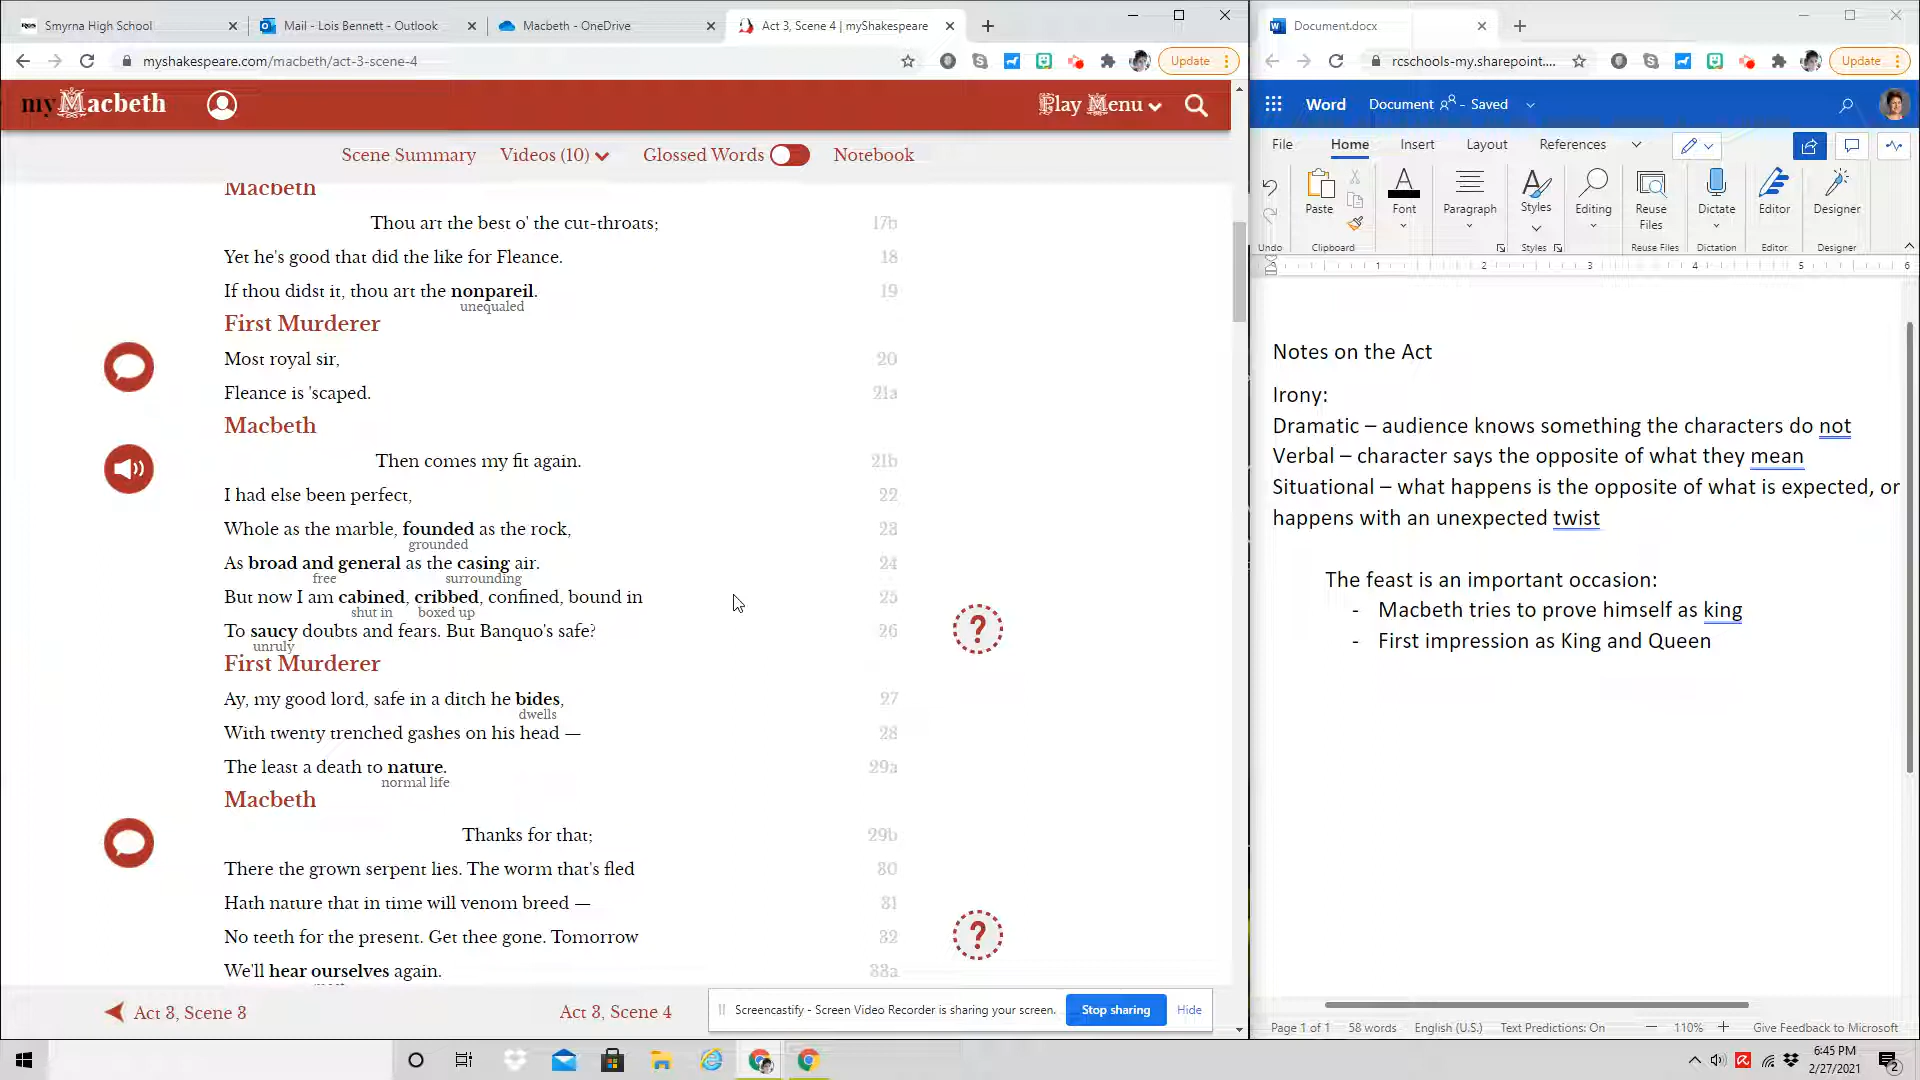 Smyrna High School
Mail - Lois Bennett - Outlook
Macbeth - OneDrive
Act 3, Scene 4 | myShakespeare
myshakespeare.com/macbeth/act-3-scene-4
Update
myMacbeth
Play Menu
Scene Summary
Videos (10)
Glossed Words
Notebook
Macbeth
Thou art the best o' the cut-throats; 17b
Yet he's good that did the like for Fleance. 18
If thou didst it, thou art the nonpareil. 19
unequaled
First Murderer
Most royal sir, 20
Fleance is 'scaped. 21a
Macbeth
Then comes my fit again. 21b
I had else been perfect, 22
Whole as the marble, founded as the rock, 23
grounded
As broad and general as the casing air. 24
free surrounding
But now I am cabined, cribbed, confined, bound in 25
shut in boxed up
To saucy doubts and fears. But Banquo's safe? 26
unruly
?
First Murderer
Ay, my good lord, safe in a ditch he bides, 27
dwells
With twenty trenched gashes on his head — 28
The least a death to nature. 29a
normal life
Macbeth
Thanks for that; 29b
There the grown serpent lies. The worm that's fled 30
Hath nature that in time will venom breed — 31
No teeth for the present. Get thee gone. Tomorrow 32
?
We'll hear ourselves again. 33a
Act 3, Scene 3
Act 3, Scene 4
Screencastify - Screen Video Recorder is sharing your screen.
Stop sharing
Hide
Document.docx
rcschools-my.sharepoint....
Update
Word
Document - Saved
File
Home
Insert
Layout
References
Paste
Font
Paragraph
Styles
Editing
Reuse
Files
Dictate
Editor
Designer
Undo
Clipboard
Styles
Reuse Files
Dictation
Editor
Designer
1 2 3 4 5 6
Notes on the Act
Irony:
Dramatic – audience knows something the characters do not
Verbal – character says the opposite of what they mean
Situational – what happens is the opposite of what is expected, or
happens with an unexpected twist
The feast is an important occasion:
- Macbeth tries to prove himself as king
- First impression as King and Queen
Page 1 of 1
58 words
English (U.S.)
Text Predictions: On
110%
Give Feedback to Microsoft
6:45 PM
2/27/2021
2